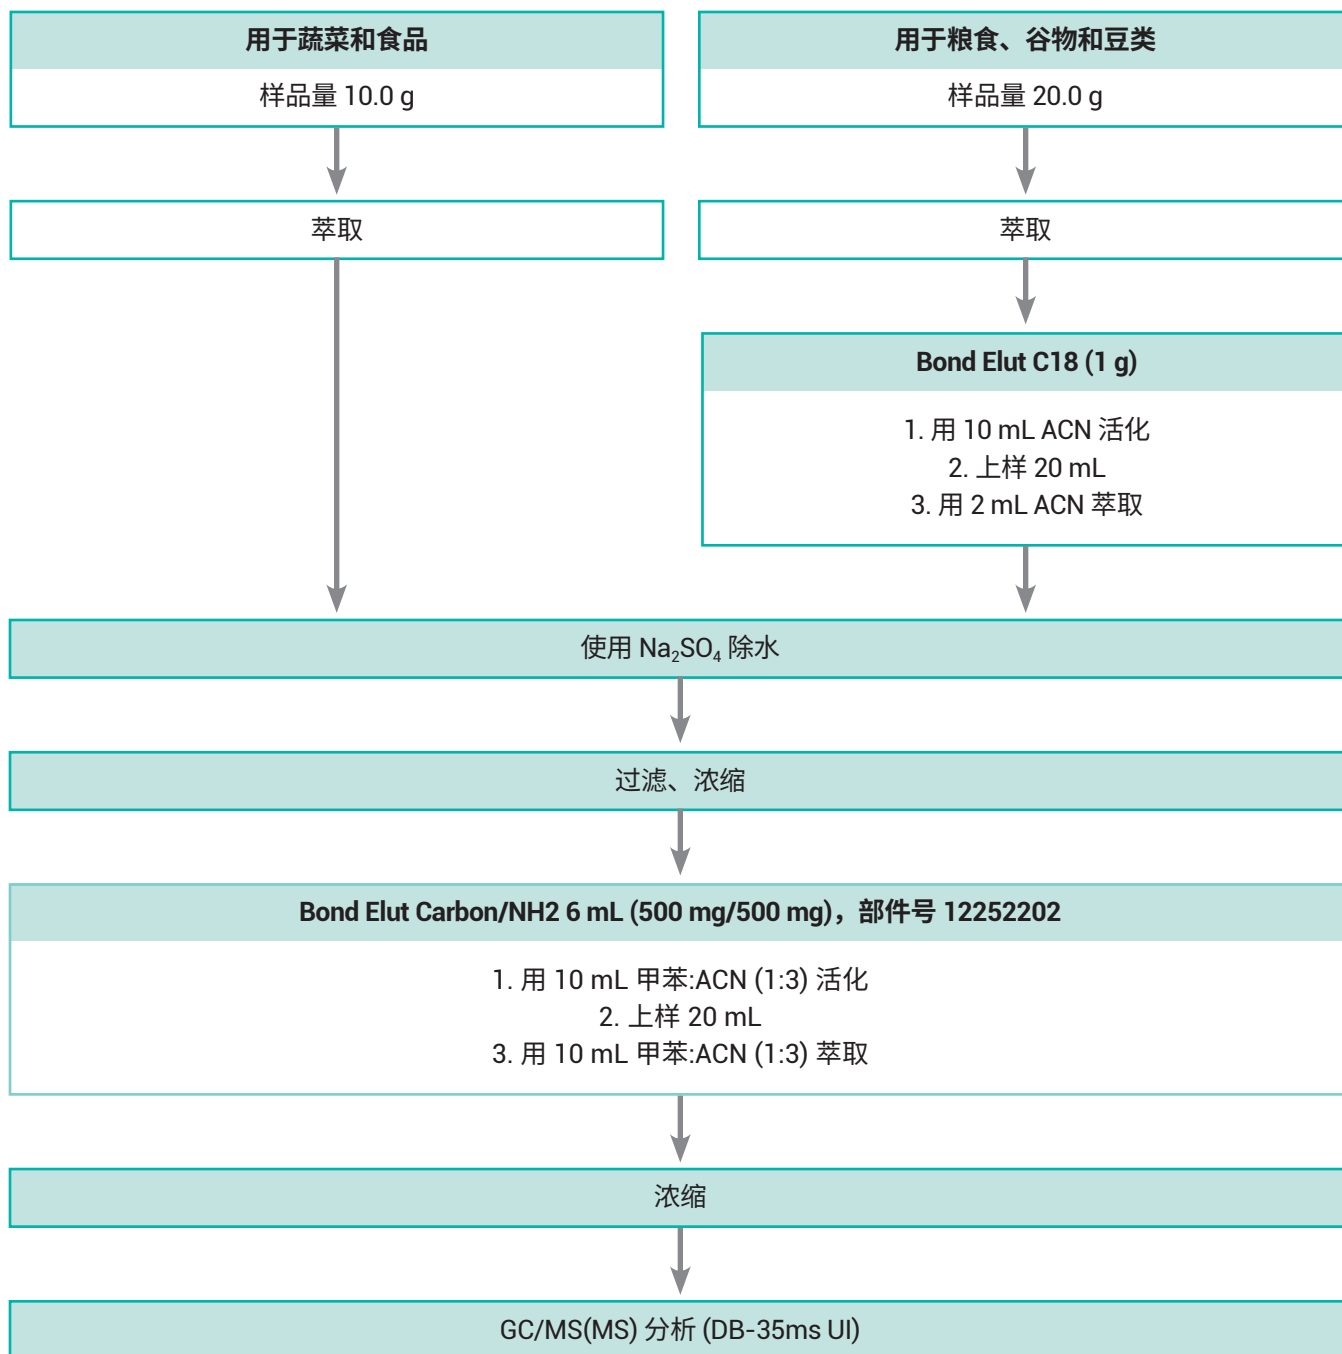 用于蔬菜和食品
样品量 10.0 g
用于粮食、谷物和豆类
样品量 20.0 g
萃取
萃取
Bond Elut C18 (1 g)
1. 用 10 mL ACN 活化
2. 上样 20 mL
3. 用 2 mL ACN 萃取
使用 Na₂SO₄ 除水
过滤、浓缩
Bond Elut Carbon/NH2 6 mL (500 mg/500 mg)，部件号 12252202
1. 用 10 mL 甲苯:ACN (1:3) 活化
2. 上样 20 mL
3. 用 10 mL 甲苯:ACN (1:3) 萃取
浓缩
GC/MS(MS) 分析 (DB-35ms UI)